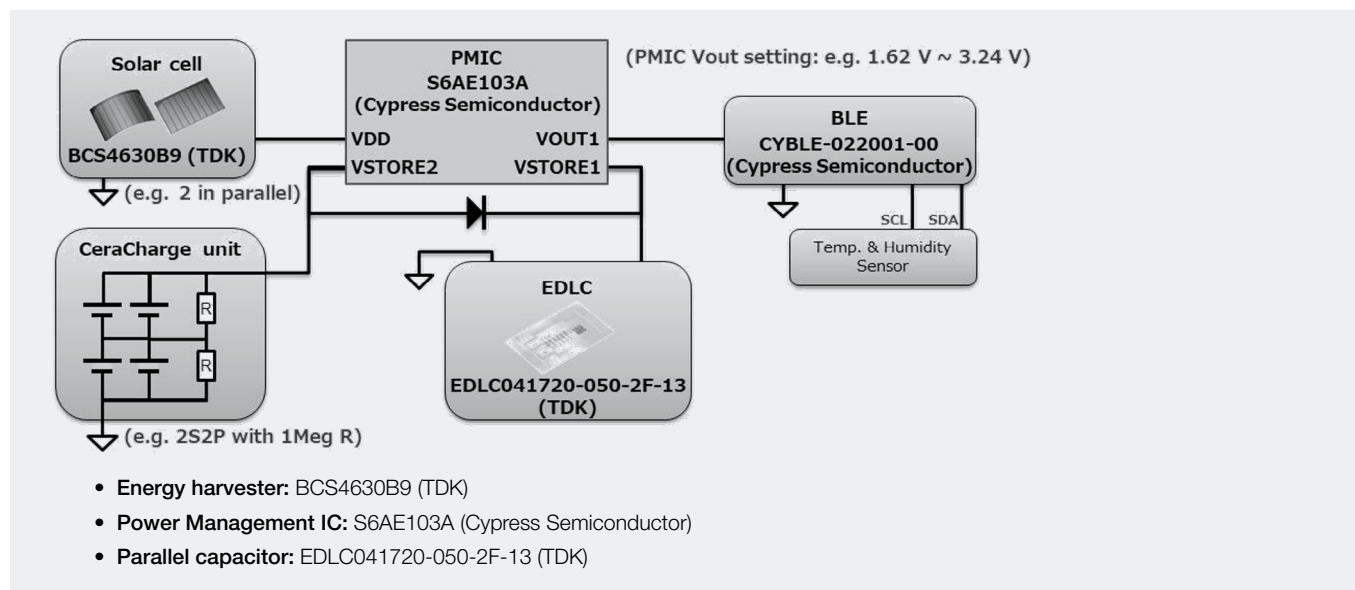 Solar cell
BCS4630B9 (TDK)
(e.g. 2 in parallel)
PMIC
S6AE103A
(Cypress Semiconductor)
VDD VOUT1
VSTORE2 VSTORE1
(PMIC Vout setting: e.g. 1.62 V ~ 3.24 V)
BLE
CYBLE-022001-00
(Cypress Semiconductor)
SCL SDA
Temp. & Humidity
Sensor
CeraCharge unit
R
R
(e.g. 2S2P with 1Meg R)
EDLC
EDLC041720-050-2F-13
(TDK)
• Energy harvester: BCS4630B9 (TDK)
• Power Management IC: S6AE103A (Cypress Semiconductor)
• Parallel capacitor: EDLC041720-050-2F-13 (TDK)